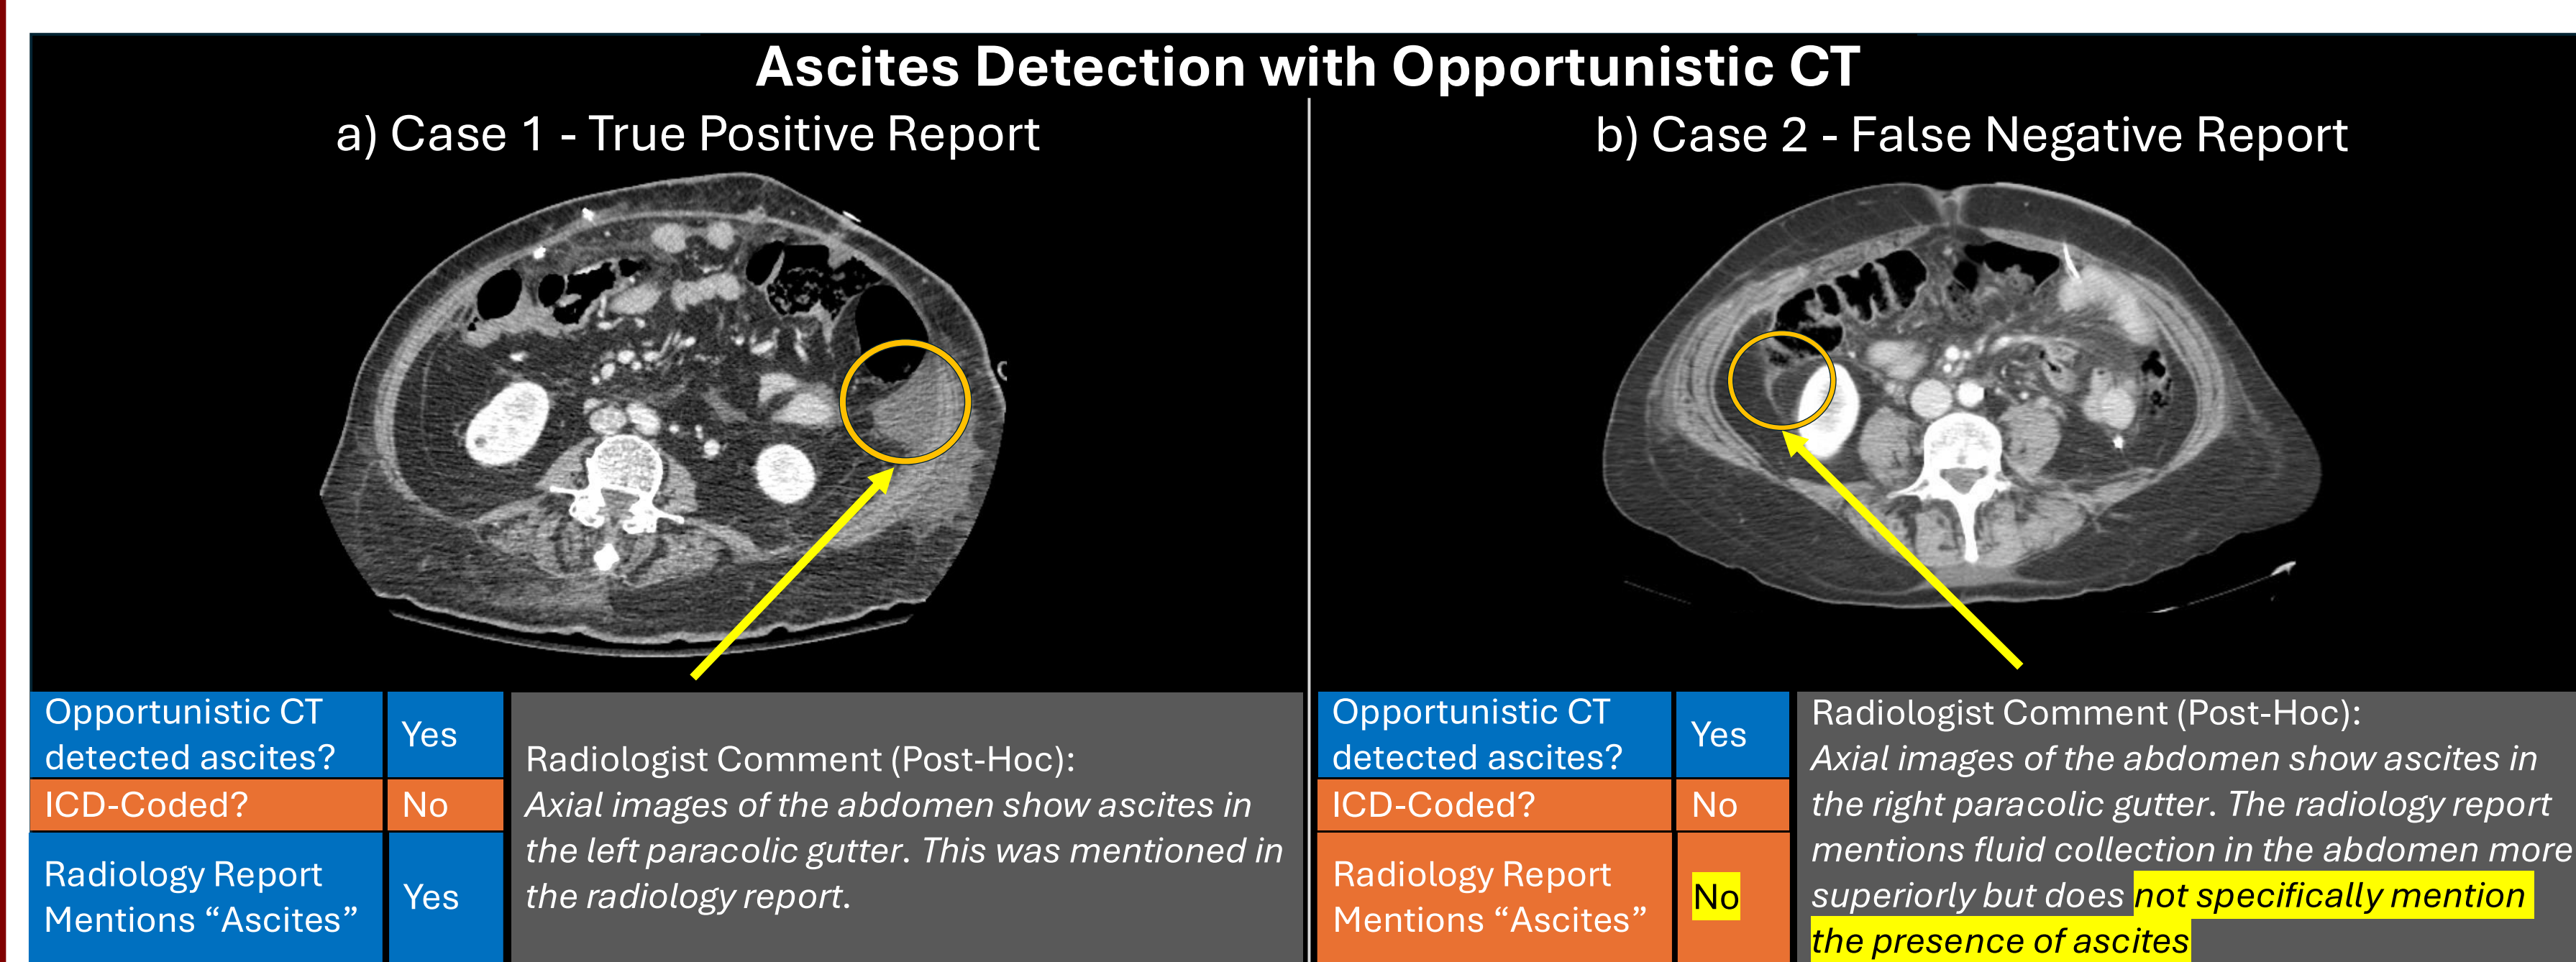 Ascites Detection with Opportunistic CT
a) Case 1 - True Positive Report
Opportunistic CT
detected ascites?
Yes
ICD-Coded?
No
Radiology Report
Mentions “Ascites”
Yes
Radiologist Comment (Post-Hoc):
Axial images of the abdomen show ascites in
the left paracolic gutter. This was mentioned in
the radiology report.
b) Case 2 - False Negative Report
Opportunistic CT
detected ascites?
Yes
ICD-Coded?
No
Radiology Report
Mentions “Ascites”
No
Radiologist Comment (Post-Hoc):
Axial images of the abdomen show ascites in
the right paracolic gutter. The radiology report
mentions fluid collection in the abdomen more
superiorly but does not specifically mention
the presence of ascites